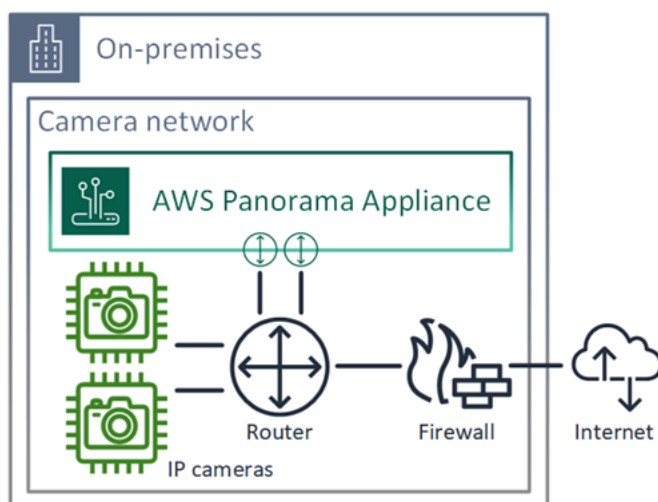 On-premises
Camera network
AWS Panorama Appliance
Router
Firewall
Internet
IP cameras